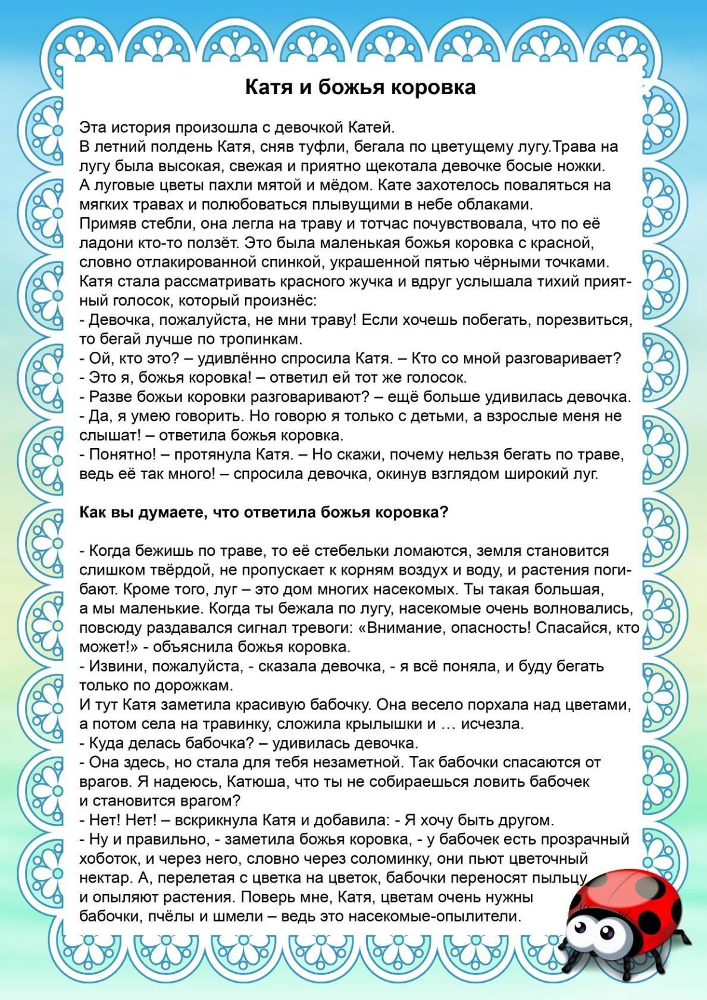 Катя и божья коровка
Эта история произошла с девочкой Катей.
В летний полдень Катя, сняв туфли, бегала по цветущему лугу.Трава на
лугу была высокая, свежая и приятно щекотала девочке босые ножки.
А луговые цветы пахли мятой и мёдом. Кате захотелось поваляться на
мягких травах и полюбоваться плывущими в небе облаками.
Примяв стебли, она легла на траву и тотчас почувствовала, что по её
ладони кто-то ползёт. Это была маленькая божья коровка с красной,
словно отлакированной спинкой, украшенной пятью чёрными точками.
Катя стала рассматривать красного жучка и вдруг услышала тихий прият-
ный голосок, который произнёс:
- Девочка, пожалуйста, не мни траву! Если хочешь побегать, порезвиться,
то бегай лучше по тропинкам.
- Ой, кто это? – удивлённо спросила Катя. – Кто со мной разговаривает?
- Это я, божья коровка! – ответил ей тот же голосок.
- Разве божьи коровки разговаривают? – ещё больше удивилась девочка.
- Да, я умею говорить. Но говорю я только с детьми, а взрослые меня не
слышат! – ответила божья коровка.
- Понятно! – протянула Катя. – Но скажи, почему нельзя бегать по траве,
ведь её так много! – спросила девочка, окинув взглядом широкий луг.
Как вы думаете, что ответила божья коровка?
- Когда бежишь по траве, то её стебельки ломаются, земля становится
слишком твёрдой, не пропускает к корням воздух и воду, и растения поги-
бают. Кроме того, луг – это дом многих насекомых. Ты такая большая,
а мы маленькие. Когда ты бежала по лугу, насекомые очень волновались,
повсюду раздавался сигнал тревоги: «Внимание, опасность! Спасайся, кто
может!» - объяснила божья коровка.
- Извини, пожалуйста, - сказала девочка, - я всё поняла, и буду бегать
только по дорожкам.
И тут Катя заметила красивую бабочку. Она весело порхала над цветами,
а потом села на травинку, сложила крылышки и … исчезла.
- Куда делась бабочка? – удивилась девочка.
- Она здесь, но стала для тебя незаметной. Так бабочки спасаются от
врагов. Я надеюсь, Катюша, что ты не собираешься ловить бабочек
и становится врагом?
- Нет! Нет! – вскрикнула Катя и добавила: - Я хочу быть другом.
- Ну и правильно, - заметила божья коровка, - у бабочек есть прозрачный
хоботок, и через него, словно через соломинку, они пьют цветочный
нектар. А, перелетая с цветка на цветок, бабочки переносят пыльцу
и опыляют растения. Поверь мне, Катя, цветам очень нужны
бабочки, пчёлы и шмели – ведь это насекомые-опылители.